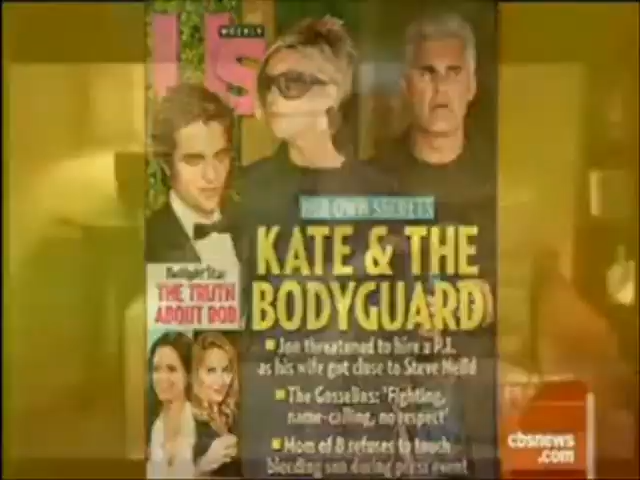 Us
WEEKLY
HER OWN SECRETS
KATE & THE
BODYGUARD
Twilight Star
THE TRUTH
ABOUT ROB
Jon threatened to hire a P.I.
as his wife got close to Steve Neild
The Gosselins: 'Fighting,
name-calling, no respect'
Mom of 8 refuses to touch
bleeding son during press event
cbsnews
.com